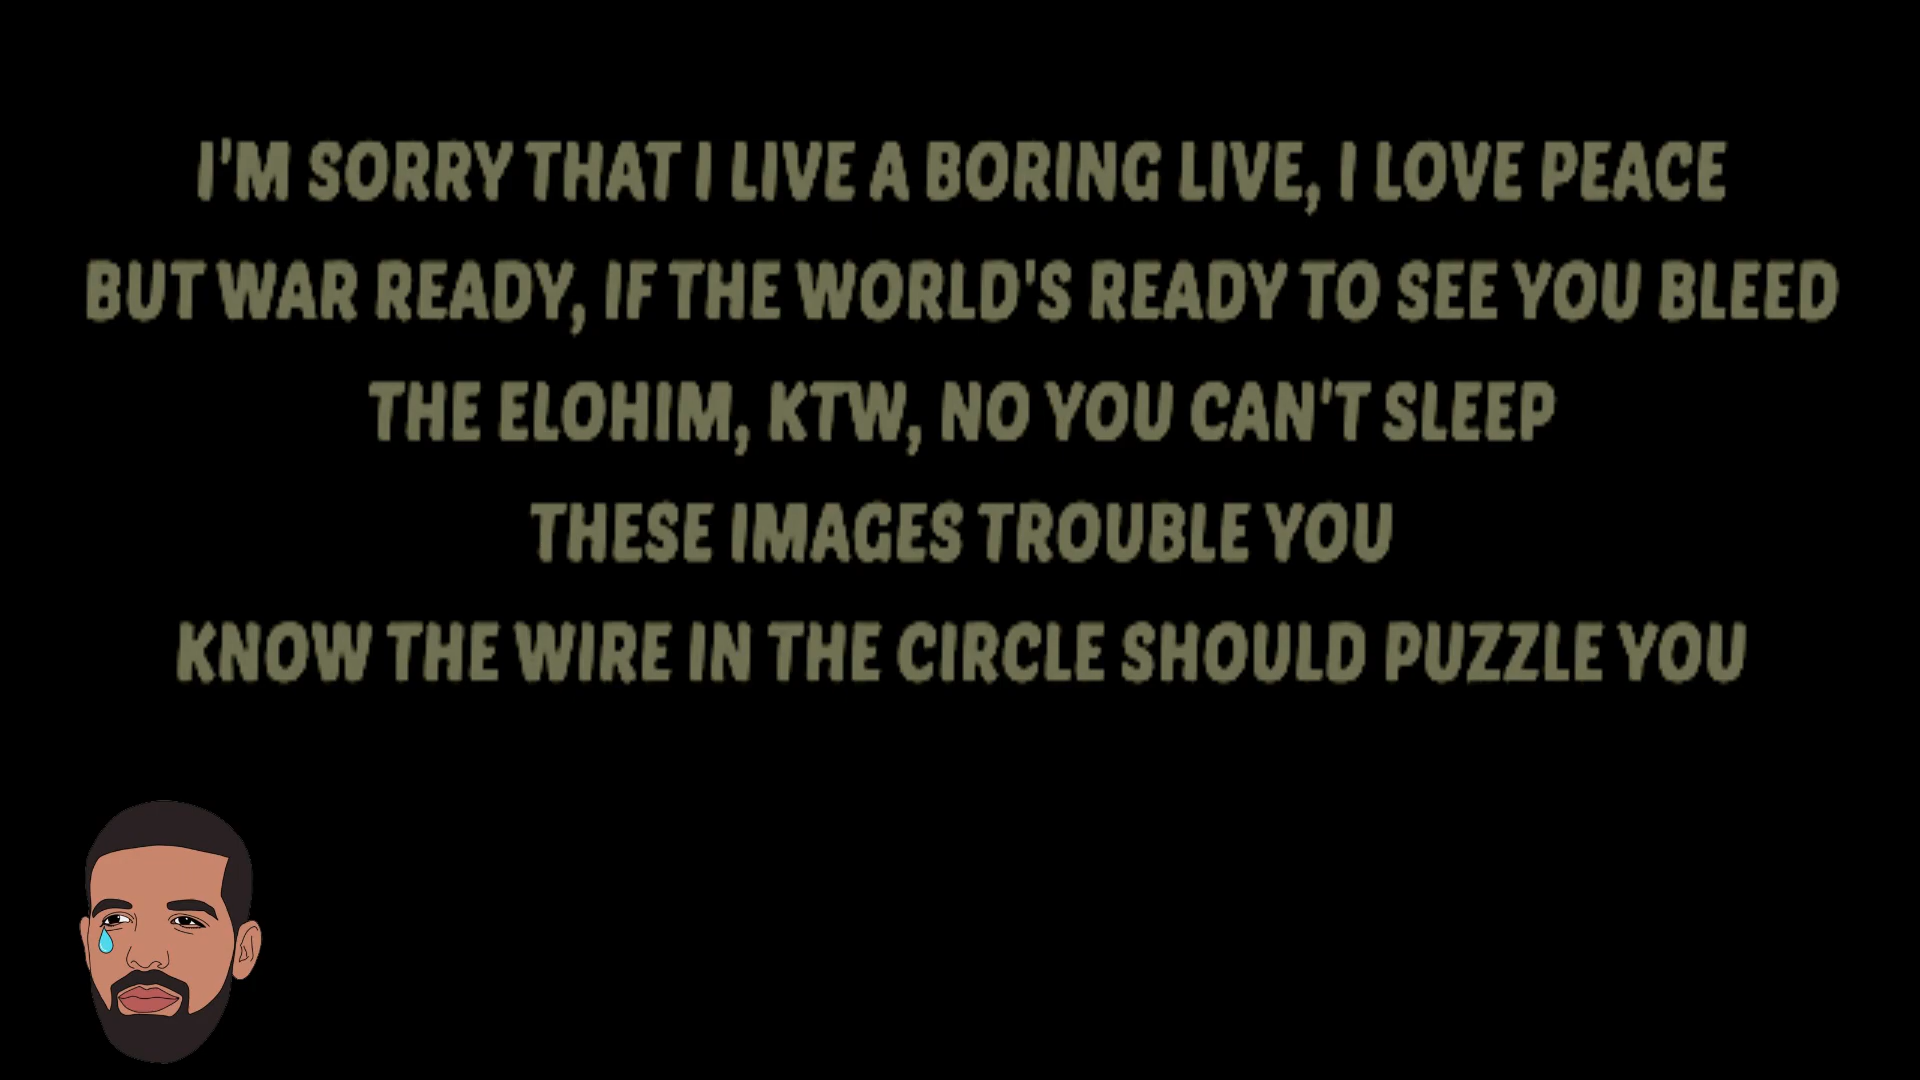 I'M SORRY THAT I LIVE A BORING LIVE, I LOVE PEACE
BUT WAR READY, IF THE WORLD'S READY TO SEE YOU BLEED
THE ELOHIM, KTW, NO YOU CAN'T SLEEP
THESE IMAGES TROUBLE YOU
KNOW THE WIRE IN THE CIRCLE SHOULD PUZZLE YOU